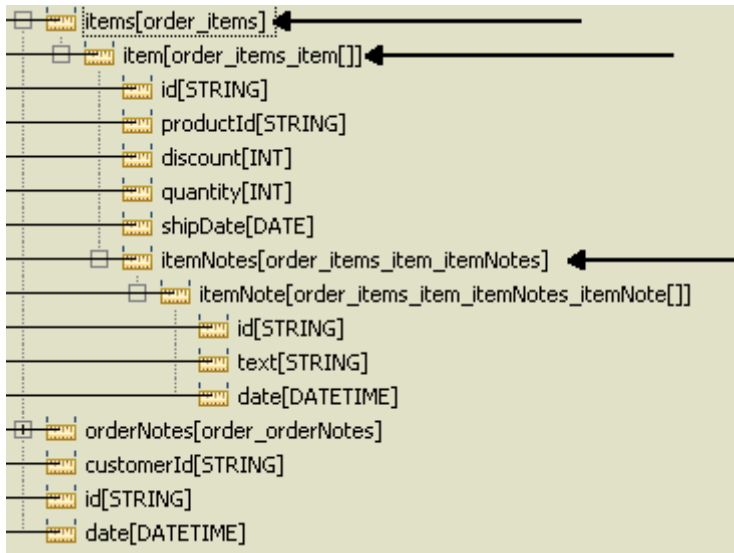 items[order_items]
item[order_items_item[]]
id[STRING]
productId[STRING]
discount[INT]
quantity[INT]
shipDate[DATE]
itemNotes[order_items_item_itemNotes]
itemNote[order_items_item_itemNotes_itemNote[]]
id[STRING]
text[STRING]
date[DATETIME]
orderNotes[order_orderNotes]
customerId[STRING]
id[STRING]
date[DATETIME]